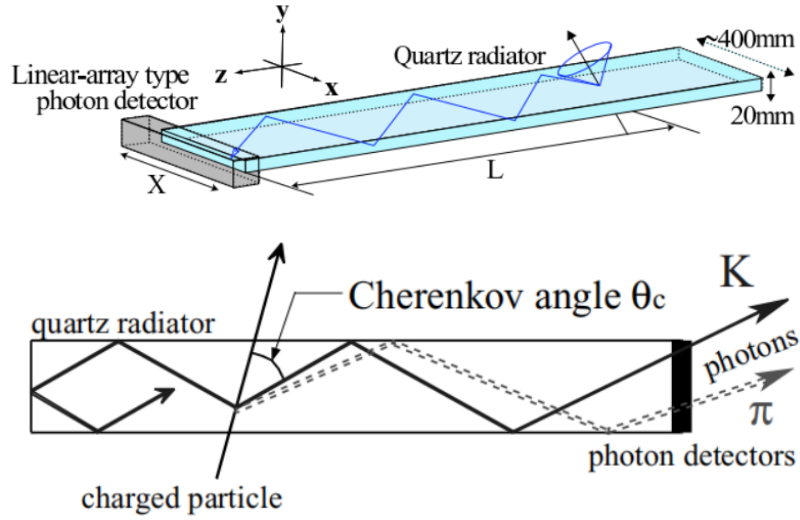 y
z
x
Linear-array type
photon detector
Quartz radiator
~400mm
20mm
X
L
quartz radiator
Cherenkov angle θc
K
photons
π
photon detectors
charged particle